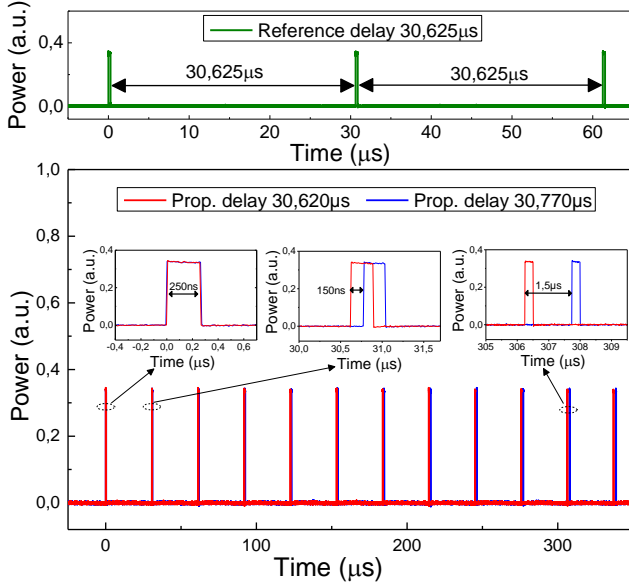 Reference delay 30,625μs
Power (a.u.)
0,4
0,0
30,625μs
30,625μs
0 10 20 30 40 50 60
Time (μs)
1,0
0,8
0,6
0,4
0,2
0,0
Power (a.u.)
Prop. delay 30,620μs
Prop. delay 30,770μs
Power (a.u.)
0,4
0,2
0,0
250ns
-0,4 -0,2 0,0 0,2 0,4 0,6
Time (μs)
Power (a.u.)
0,4
0,2
0,0
150ns
30,0 30,5 31,0 31,5
Time (μs)
Power (a.u.)
0,4
0,2
0,0
1,5μs
305 306 307 308 309
Time (μs)
0 100 200 300
Time (μs)